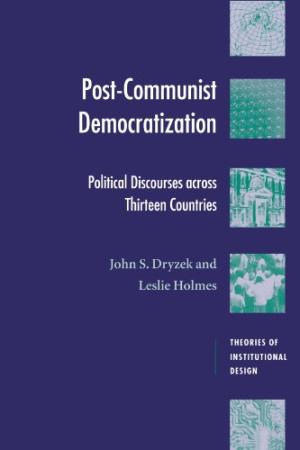 Post-Communist
Democratization
Political Discourses across
Thirteen Countries
John S. Dryzek and
Leslie Holmes
THEORIES OF
INSTITUTIONAL
DESIGN